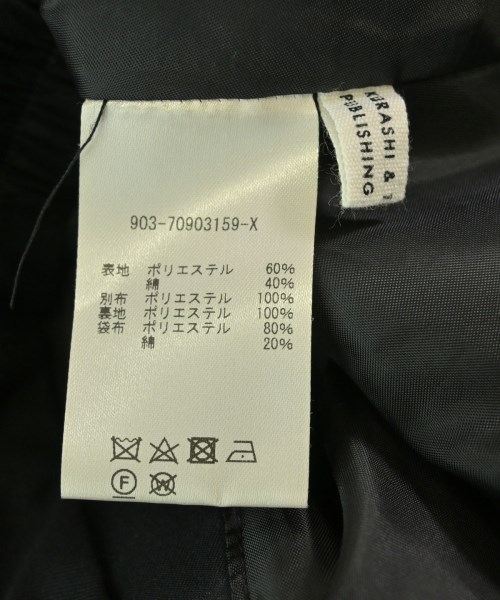 KURASHI & T
PUBLISHING
903-70903159-X
表地 ポリエステル 60%
綿 40%
別布 ポリエステル 100%
裏地 ポリエステル 100%
袋布 ポリエステル 80%
綿 20%
F W